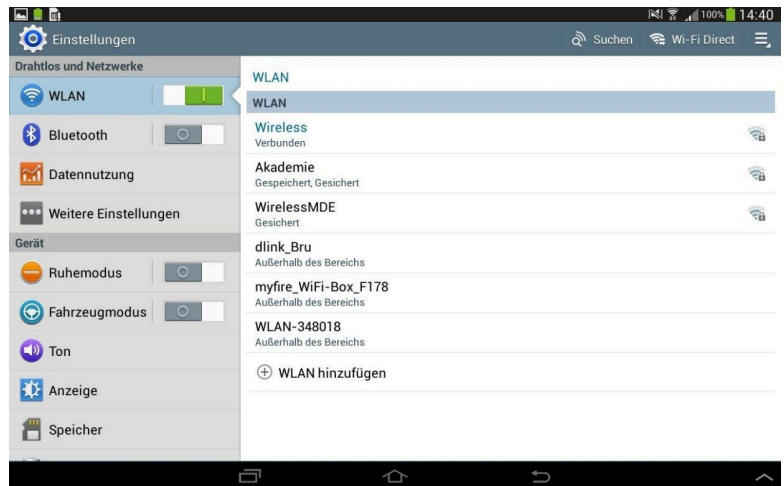 100% 14:40
Einstellungen
Suchen
Wi-Fi Direct
Drahtlos und Netzwerke
WLAN
Bluetooth
Datennutzung
Weitere Einstellungen
Gerät
Ruhemodus
Fahrzeugmodus
Ton
Anzeige
Speicher
WLAN
WLAN
Wireless
Verbunden
Akademie
Gespeichert, Gesichert
WirelessMDE
Gesichert
dlink_Bru
Außerhalb des Bereichs
myfire_WiFi-Box_F178
Außerhalb des Bereichs
WLAN-348018
Außerhalb des Bereichs
WLAN hinzufügen